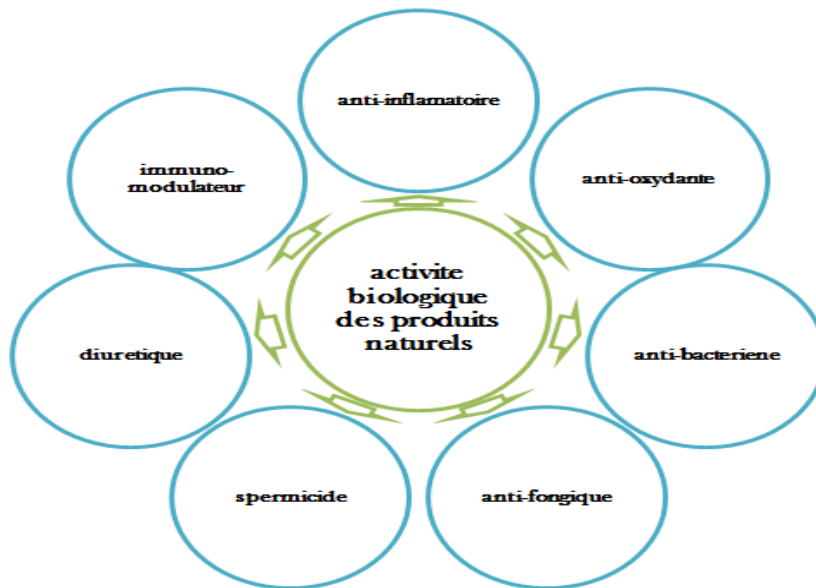 anti-inflamatoire
immuno-
modulateur
anti-oxydante
activite
biologique
des produits
naturels
diuretique
anti-bacteriene
spermicide
anti-fongique